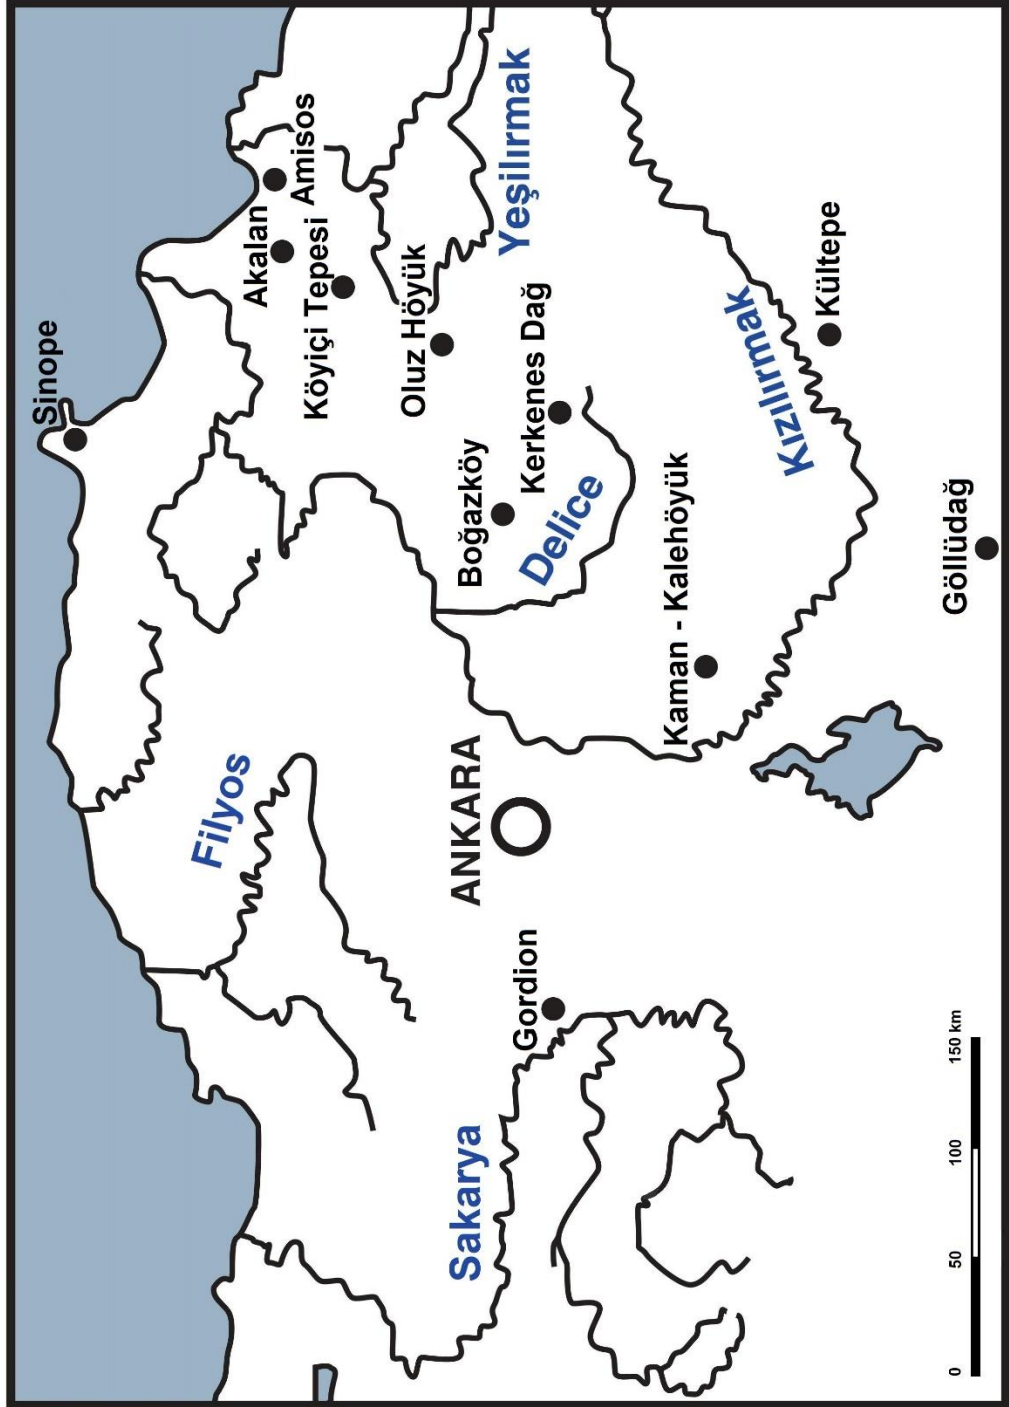 Sinope
Akalan
Amisos
Köyiçi Tepesi
Filyos
Oluz Höyük
Yeşilırmak
Boğazköy
Kerkenes Dağ
ANKARA
Delice
Sakarya
Gordion
Kaman - Kalehöyük
Kızılırmak
Kültepe
Göllüdağ
0
50
100
150 km